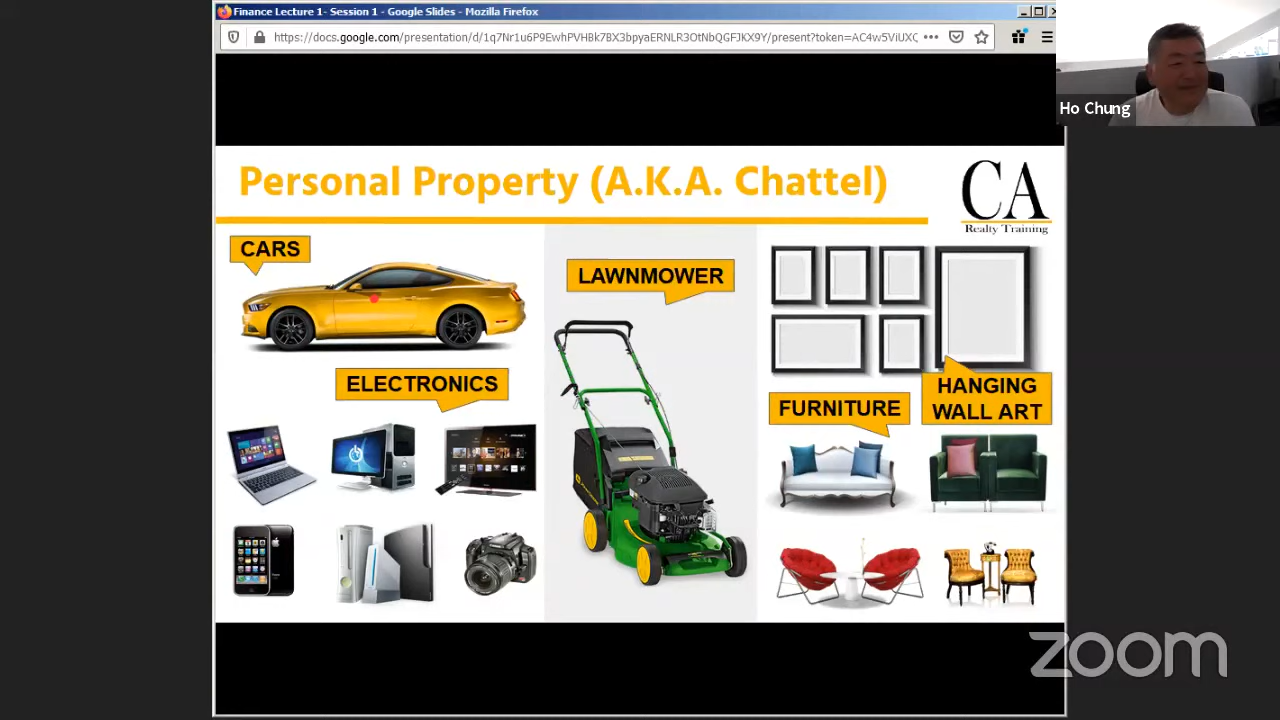 Finance Lecture 1- Session 1 - Google Slides - Mozilla Firefox
https://docs.google.com/presentation/d/1q7Nr1u6P9EwhPVHBk7BX3bpyaERNLR3OtNbQGFJKX9Y/present?token=AC4w5ViUXC
Ho Chung
Personal Property (A.K.A. Chattel)
CA
Realty Training
CARS
LAWNMOWER
ELECTRONICS
HANGING
WALL ART
FURNITURE
zoom